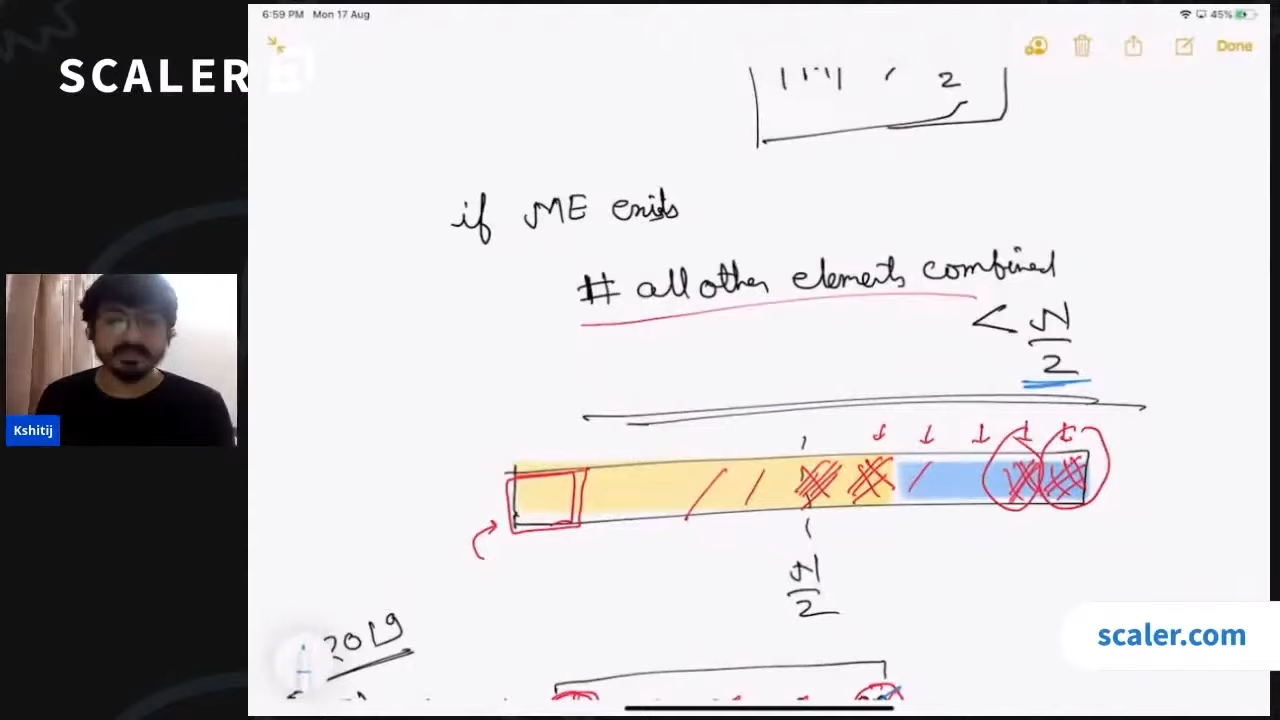 6:59 PM Mon 17 Aug
45%
SCALER
Done
2
if ME exists
# all other elements combined
< N
2
Kshitij
N
2
2019
scaler.com